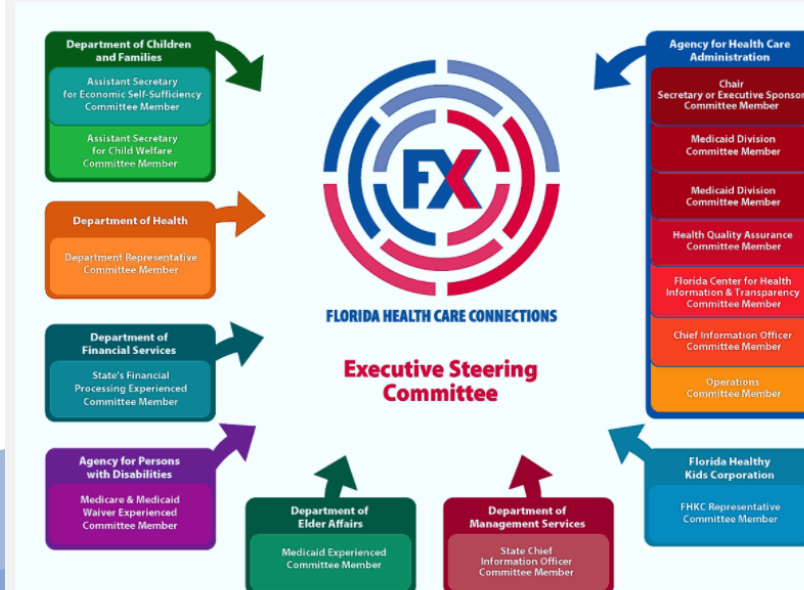 Department of Children
and Families
Assistant Secretary
for Economic Self-Sufficiency
Committee Member
Assistant Secretary
for Child Welfare
Committee Member
Department of Health
Department Representative
Committee Member
Department of
Financial Services
State's Financial
Processing Experienced
Committee Member
Agency for Persons
with Disabilities
Medicare & Medicaid
Waiver Experienced
Committee Member
FX
FLORIDA HEALTH CARE CONNECTIONS
Executive Steering
Committee
Department of
Elder Affairs
Medicaid Experienced
Committee Member
Department of
Management Services
State Chief
Information Officer
Committee Member
Agency for Health Care
Administration
Chair
Secretary or Executive Sponsor
Committee Member
Medicaid Division
Committee Member
Medicaid Division
Committee Member
Health Quality Assurance
Committee Member
Florida Center for Health
Information & Transparency
Committee Member
Chief Information Officer
Committee Member
Operations
Committee Member
Florida Healthy
Kids Corporation
FHKC Representative
Committee Member